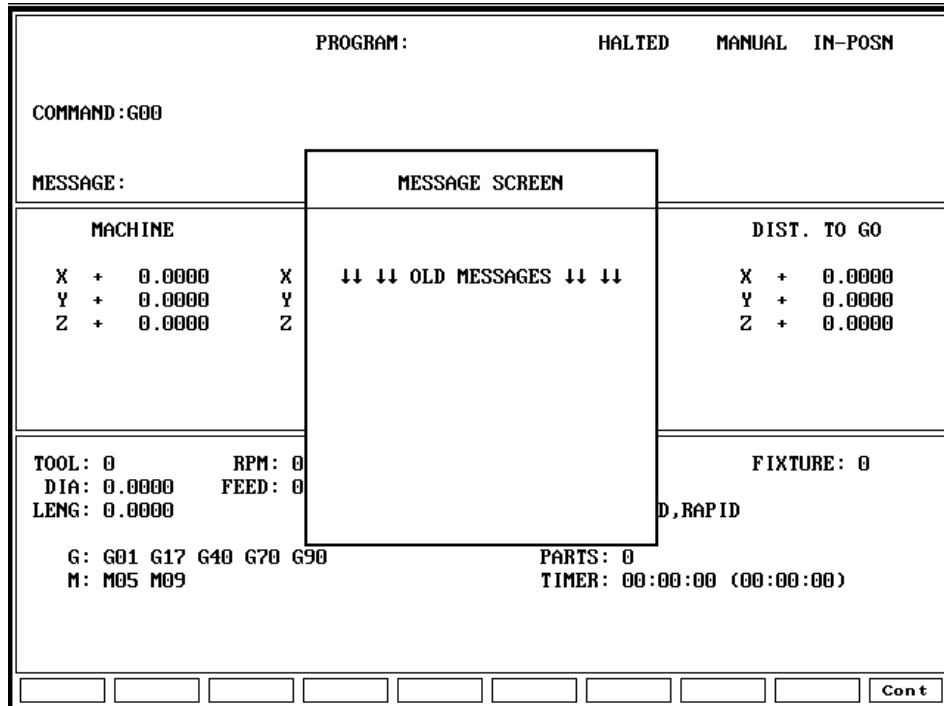 PROGRAM: HALTED MANUAL IN-POSN
COMMAND:G00
MESSAGE:
MESSAGE SCREEN
↓↓ ↓↓ OLD MESSAGES ↓↓ ↓↓
MACHINE
X + 0.0000 X
Y + 0.0000 Y
Z + 0.0000 Z
DIST. TO GO
X + 0.0000
Y + 0.0000
Z + 0.0000
TOOL: 0 RPM: 0 FIXTURE: 0
DIA: 0.0000 FEED: 0
LENG: 0.0000 D,RAPID
G: G01 G17 G40 G70 G90 PARTS: 0
M: M05 M09 TIMER: 00:00:00 (00:00:00)
Cont